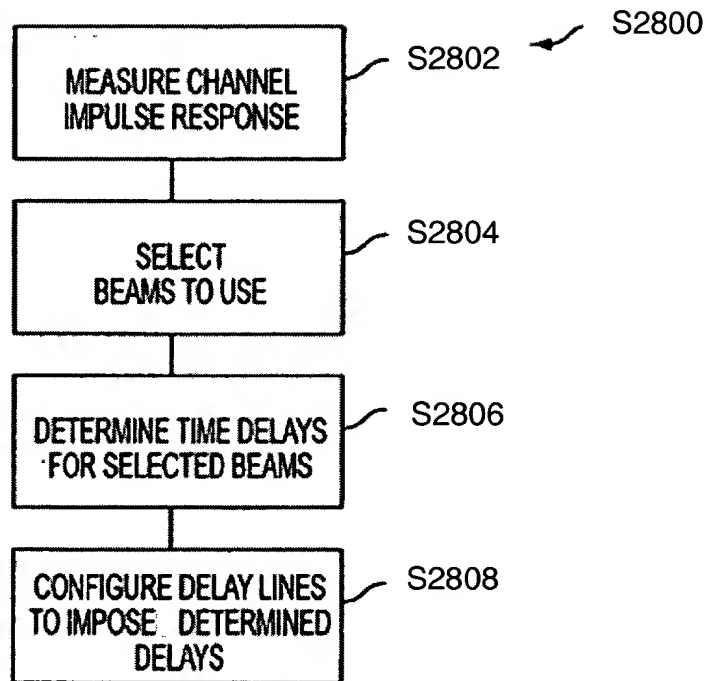 S2800
S2802
MEASURE CHANNEL
IMPULSE RESPONSE
S2804
SELECT
BEAMS TO USE
S2806
DETERMINE TIME DELAYS
FOR SELECTED BEAMS
S2808
CONFIGURE DELAY LINES
TO IMPOSE DETERMINED
DELAYS